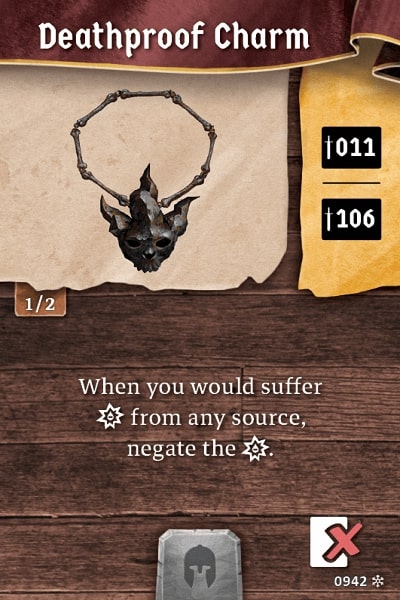 Deathproof Charm
011
106
1/2
When you would suffer
from any source,
negate the .
0942